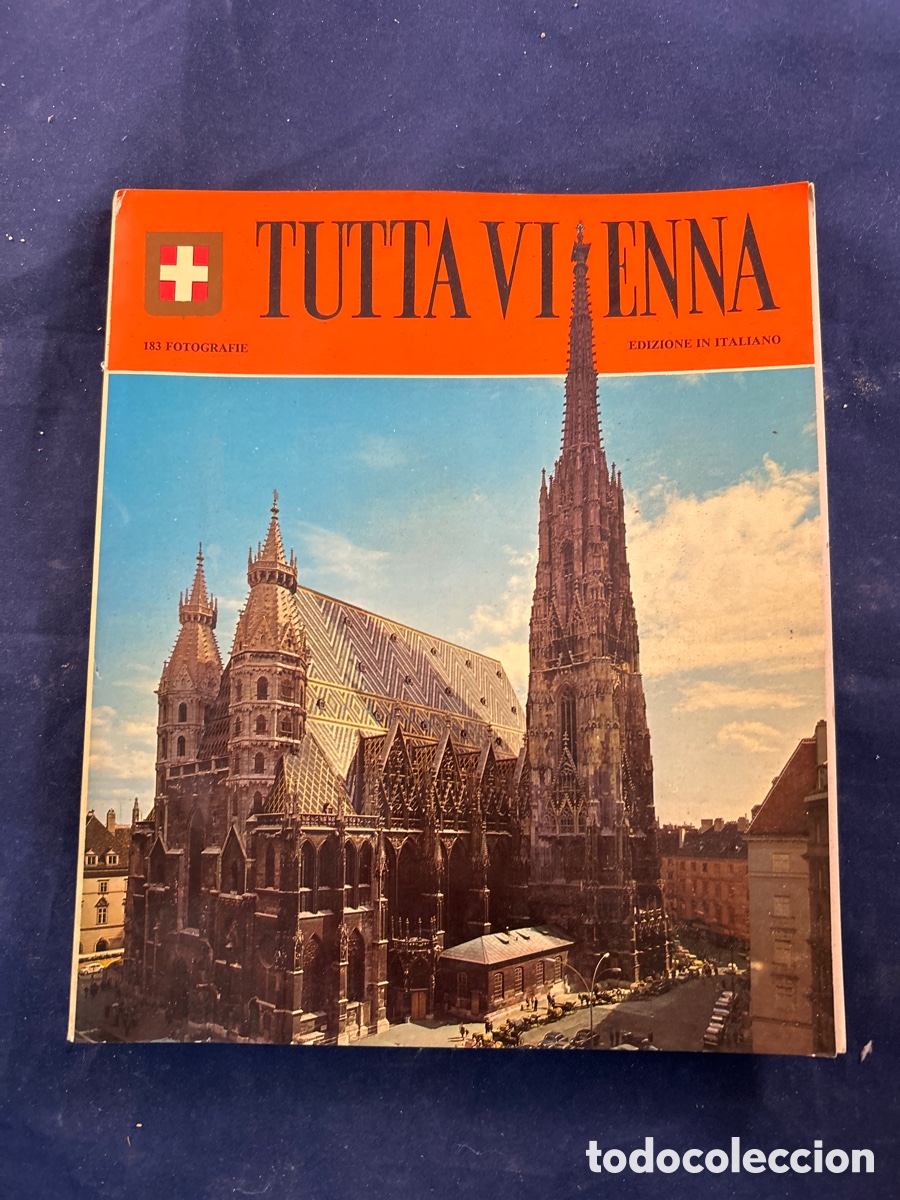 TUTTA VIENNA
183 FOTOGRAFIE
EDIZIONE IN ITALIANO
todocoleccion